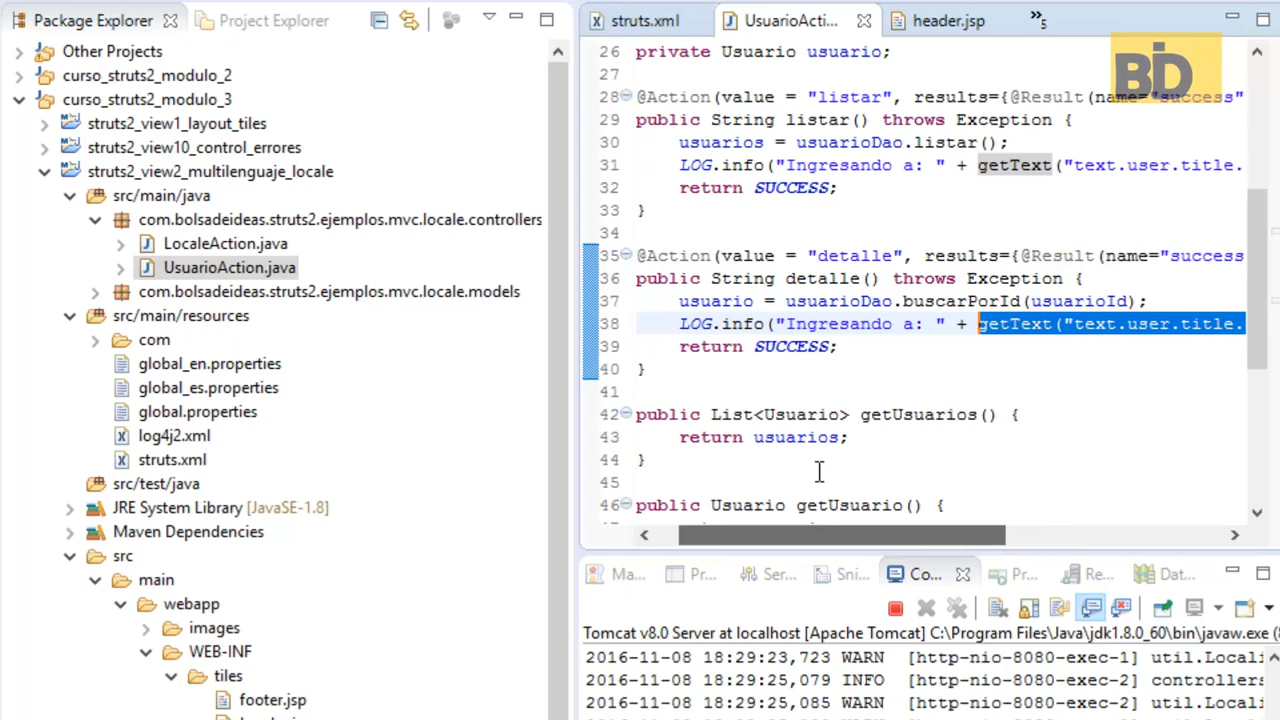 Package Explorer
Project Explorer
Other Projects
curso_struts2_modulo_2
curso_struts2_modulo_3
struts2_view1_layout_tiles
struts2_view10_control_errores
struts2_view2_multilenguaje_locale
src/main/java
com.bolsadeideas.struts2.ejemplos.mvc.locale.controllers
LocaleAction.java
UsuarioAction.java
com.bolsadeideas.struts2.ejemplos.mvc.locale.models
src/main/resources
com
global_en.properties
global_es.properties
global.properties
log4j2.xml
struts.xml
src/test/java
JRE System Library [JavaSE-1.8]
Maven Dependencies
src
main
webapp
images
WEB-INF
tiles
footer.jsp
struts.xml
UsuarioActi...
header.jsp
»5
BD
26 private Usuario usuario;
27
28 @Action(value = "listar", results={@Result(name="success"
29 public String listar() throws Exception {
30 usuarios = usuarioDao.listar();
31 LOG.info("Ingresando a: " + getText("text.user.title.
32 return SUCCESS;
33 }
34
35 @Action(value = "detalle", results={@Result(name="success
36 public String detalle() throws Exception {
37 usuario = usuarioDao.buscarPorId(usuarioId);
38 LOG.info("Ingresando a: " + getText("text.user.title.
39 return SUCCESS;
40 }
41
42 public List<Usuario> getUsuarios() {
43 return usuarios;
44 }
45
46 public Usuario getUsuario() {
Ma...
Pr...
Ser...
Sni...
Co...
Pr...
Re...
Dat...
Tomcat v8.0 Server at localhost [Apache Tomcat] C:\Program Files\Java\jdk1.8.0_60\bin\javaw.exe (8
2016-11-08 18:29:23,723 WARN [http-nio-8080-exec-1] util.Locali
2016-11-08 18:29:25,079 INFO [http-nio-8080-exec-2] controllers
2016-11-08 18:29:25,085 WARN [http-nio-8080-exec-2] util.Locali